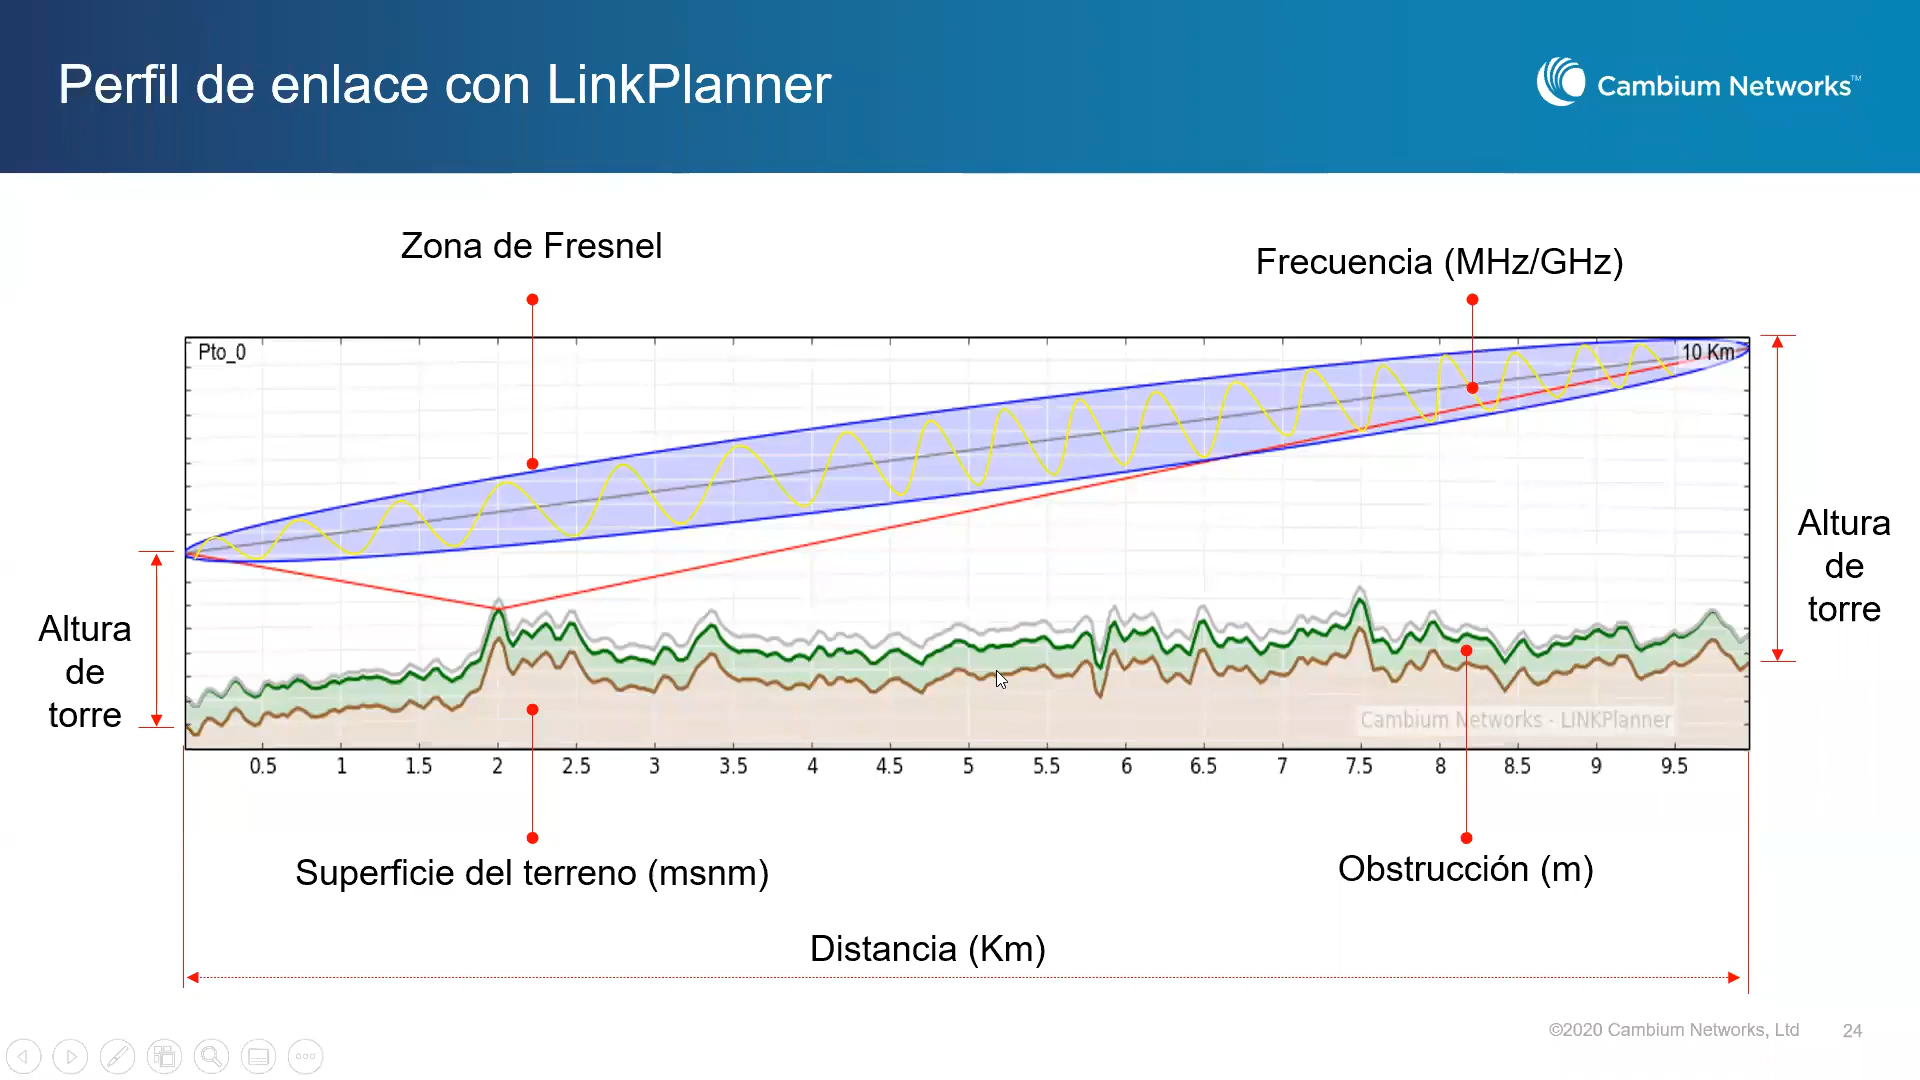 Perfil de enlace con LinkPlanner
Cambium Networks™
Zona de Fresnel
Frecuencia (MHz/GHz)
Pto_0
10 Km
Altura
de
torre
Altura
de
torre
Cambium Networks - LINKPlanner
0.5 1 1.5 2 2.5 3 3.5 4 4.5 5 5.5 6 6.5 7 7.5 8 8.5 9 9.5
Superficie del terreno (msnm)
Obstrucción (m)
Distancia (Km)
©2020 Cambium Networks, Ltd 24